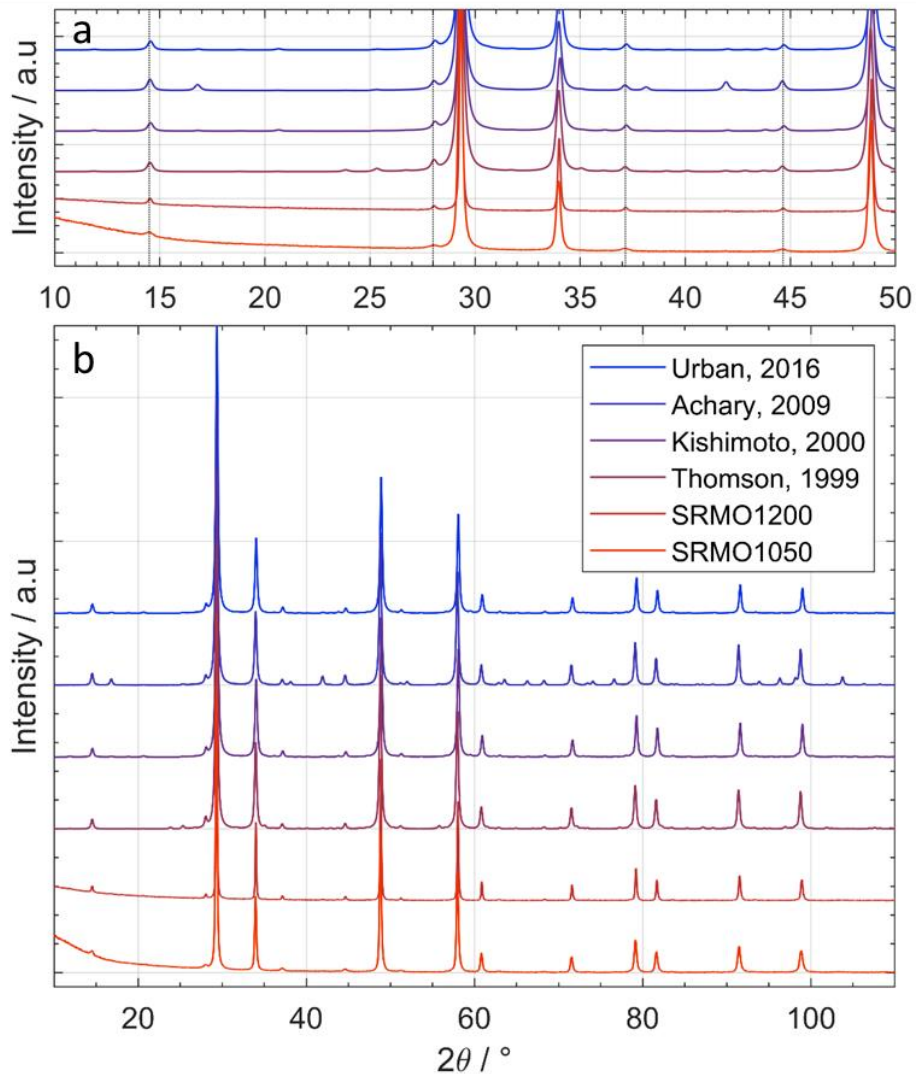 a
Intensity / a.u
10 15 20 25 30 35 40 45 50
b
Urban, 2016
Achary, 2009
Kishimoto, 2000
Thomson, 1999
SRMO1200
SRMO1050
Intensity / a.u
20 40 60 80 100
2θ / °